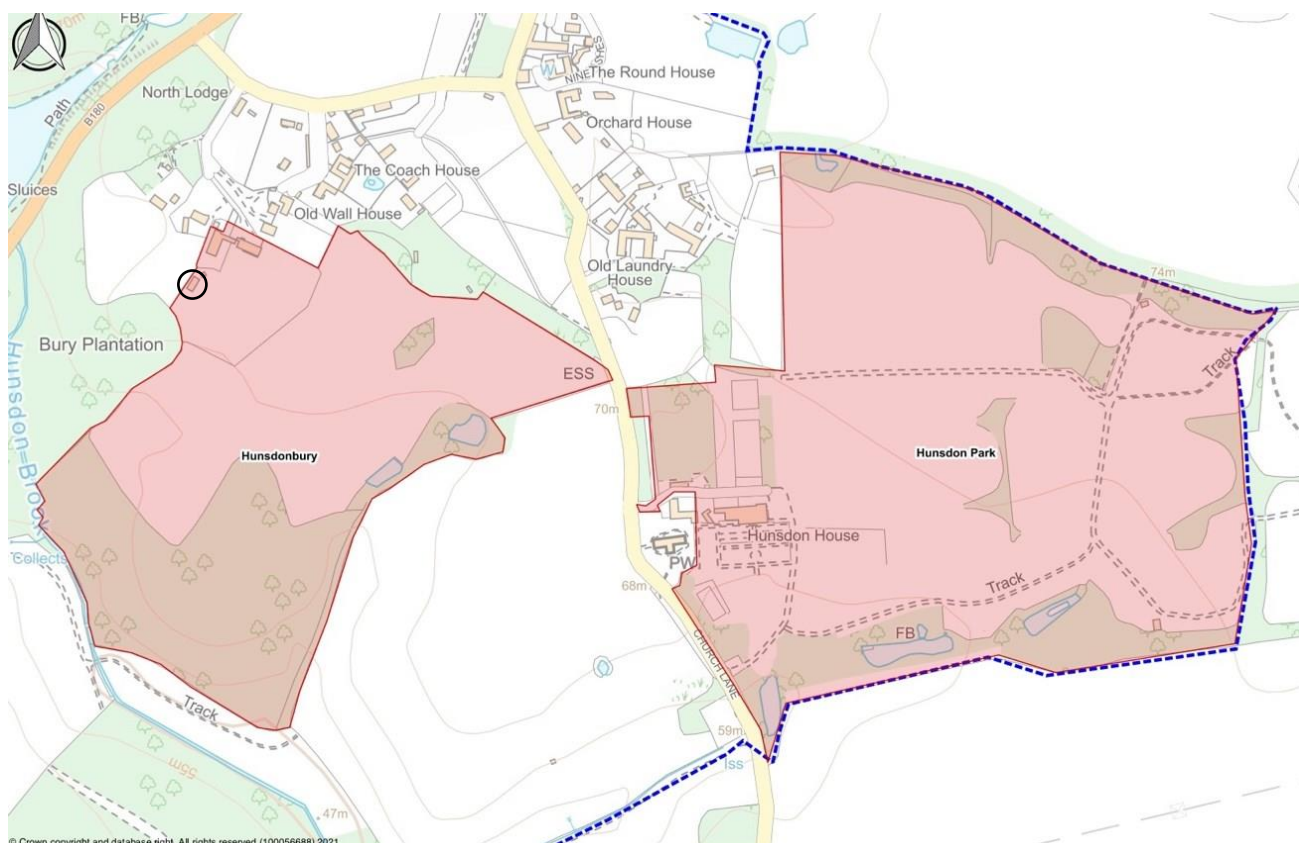 70m
FB
NINE ASHES
W
The Round House
North Lodge
Path
B180
Orchard House
The Coach House
Sluices
Old Wall House
Old Laundry
House
74m
Bury Plantation
Track
ESS
70m
Hunsdonbury
Hunsdon Park
Hunsdon Brook
Hunsdon House
Collects
PW
68m
Track
FB
CHURCH LANE
Track
59m
Iss
55m
47m
© Crown copyright and database right. All rights reserved (100056688) 2021